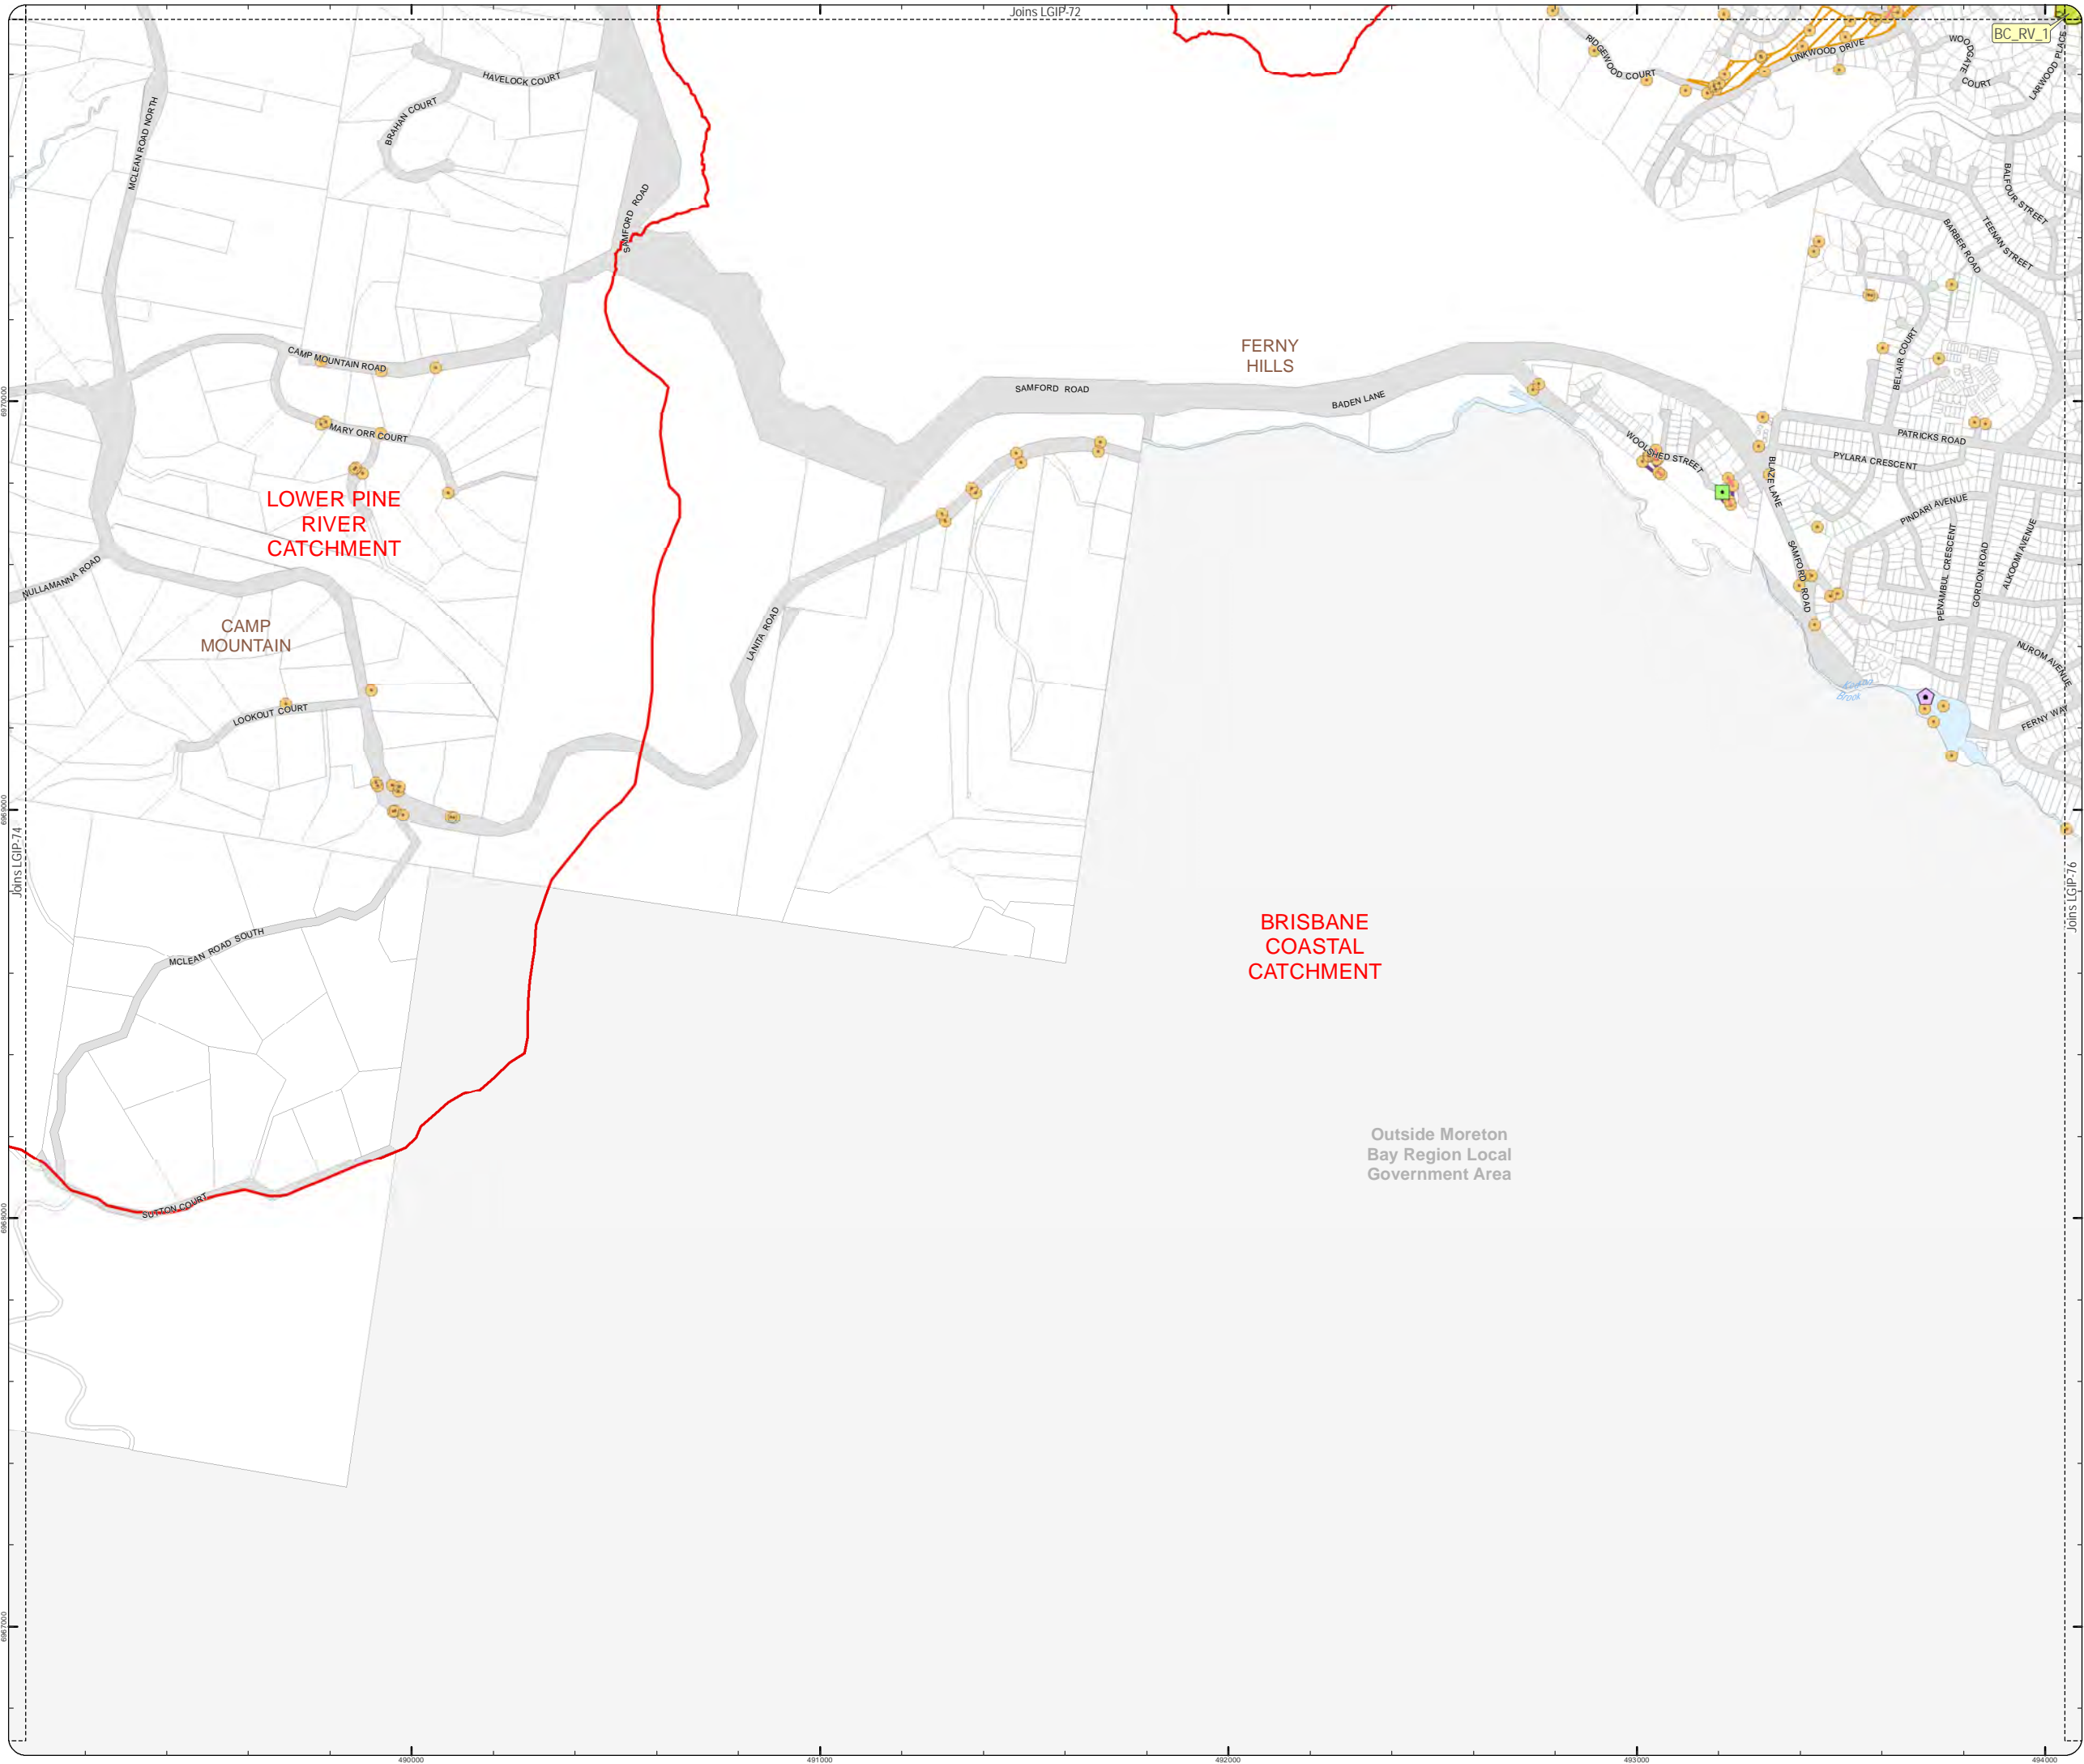 Joins LGIP-72
BC_RV_1
RIDGEWOOD COURT
LINKWOOD DRIVE
WOODGATE
COURT
LARWOOD PLACE
HAVELOCK COURT
BRAHAN COURT
MCLEAN ROAD NORTH
SAMFORD ROAD
BALFOUR STREET
TEENAN STREET
BARBER ROAD
FERNY
HILLS
BEL-AIR COURT
CAMP MOUNTAIN ROAD
SAMFORD ROAD
BADEN LANE
6970000
MARY ORR COURT
WOOLSHED STREET
PATRICKS ROAD
PYLARA CRESCENT
BLAZE LANE
LOWER PINE
RIVER
CATCHMENT
PINDARI AVENUE
PENAMBUL CRESCENT
GORDON ROAD
ALKOOMI AVENUE
SAMFORD ROAD
NULLAMANNA ROAD
CAMP
MOUNTAIN
LANITA ROAD
NUROM AVENUE
Brook
LOOKOUT COURT
FERNY WAY
6969000
Joins LGIP-74
Joins LGIP-76
BRISBANE
COASTAL
CATCHMENT
MCLEAN ROAD SOUTH
Outside Moreton
Bay Region Local
Government Area
SUTTON COURT
6968000
6967000
490000
491000
492000
493000
494000